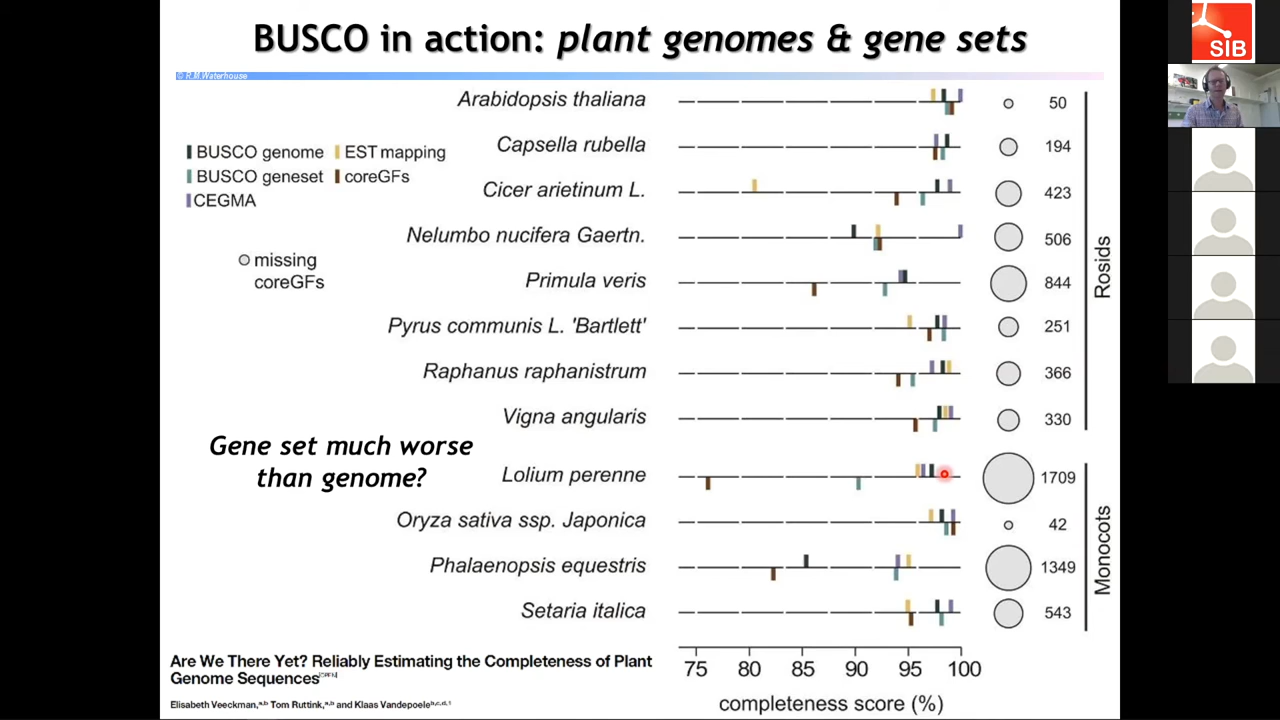 BUSCO in action: plant genomes & gene sets
© R.M.Waterhouse
SIB
BUSCO genome
EST mapping
BUSCO geneset
coreGFs
CEGMA
missing
coreGFs
Arabidopsis thaliana
50
Capsella rubella
194
Cicer arietinum L.
423
Nelumbo nucifera Gaertn.
506
Primula veris
844
Pyrus communis L. 'Bartlett'
251
Raphanus raphanistrum
366
Vigna angularis
330
Rosids
Gene set much worse
than genome?
Lolium perenne
1709
Oryza sativa ssp. Japonica
42
Phalaenopsis equestris
1349
Setaria italica
543
Monocots
75 80 85 90 95 100
completeness score (%)
Are We There Yet? Reliably Estimating the Completeness of Plant
Genome Sequences[OPEN]
Elisabeth Veeckman,a,b Tom Ruttink,a,b and Klaas Vandepoeleb,c,d,1